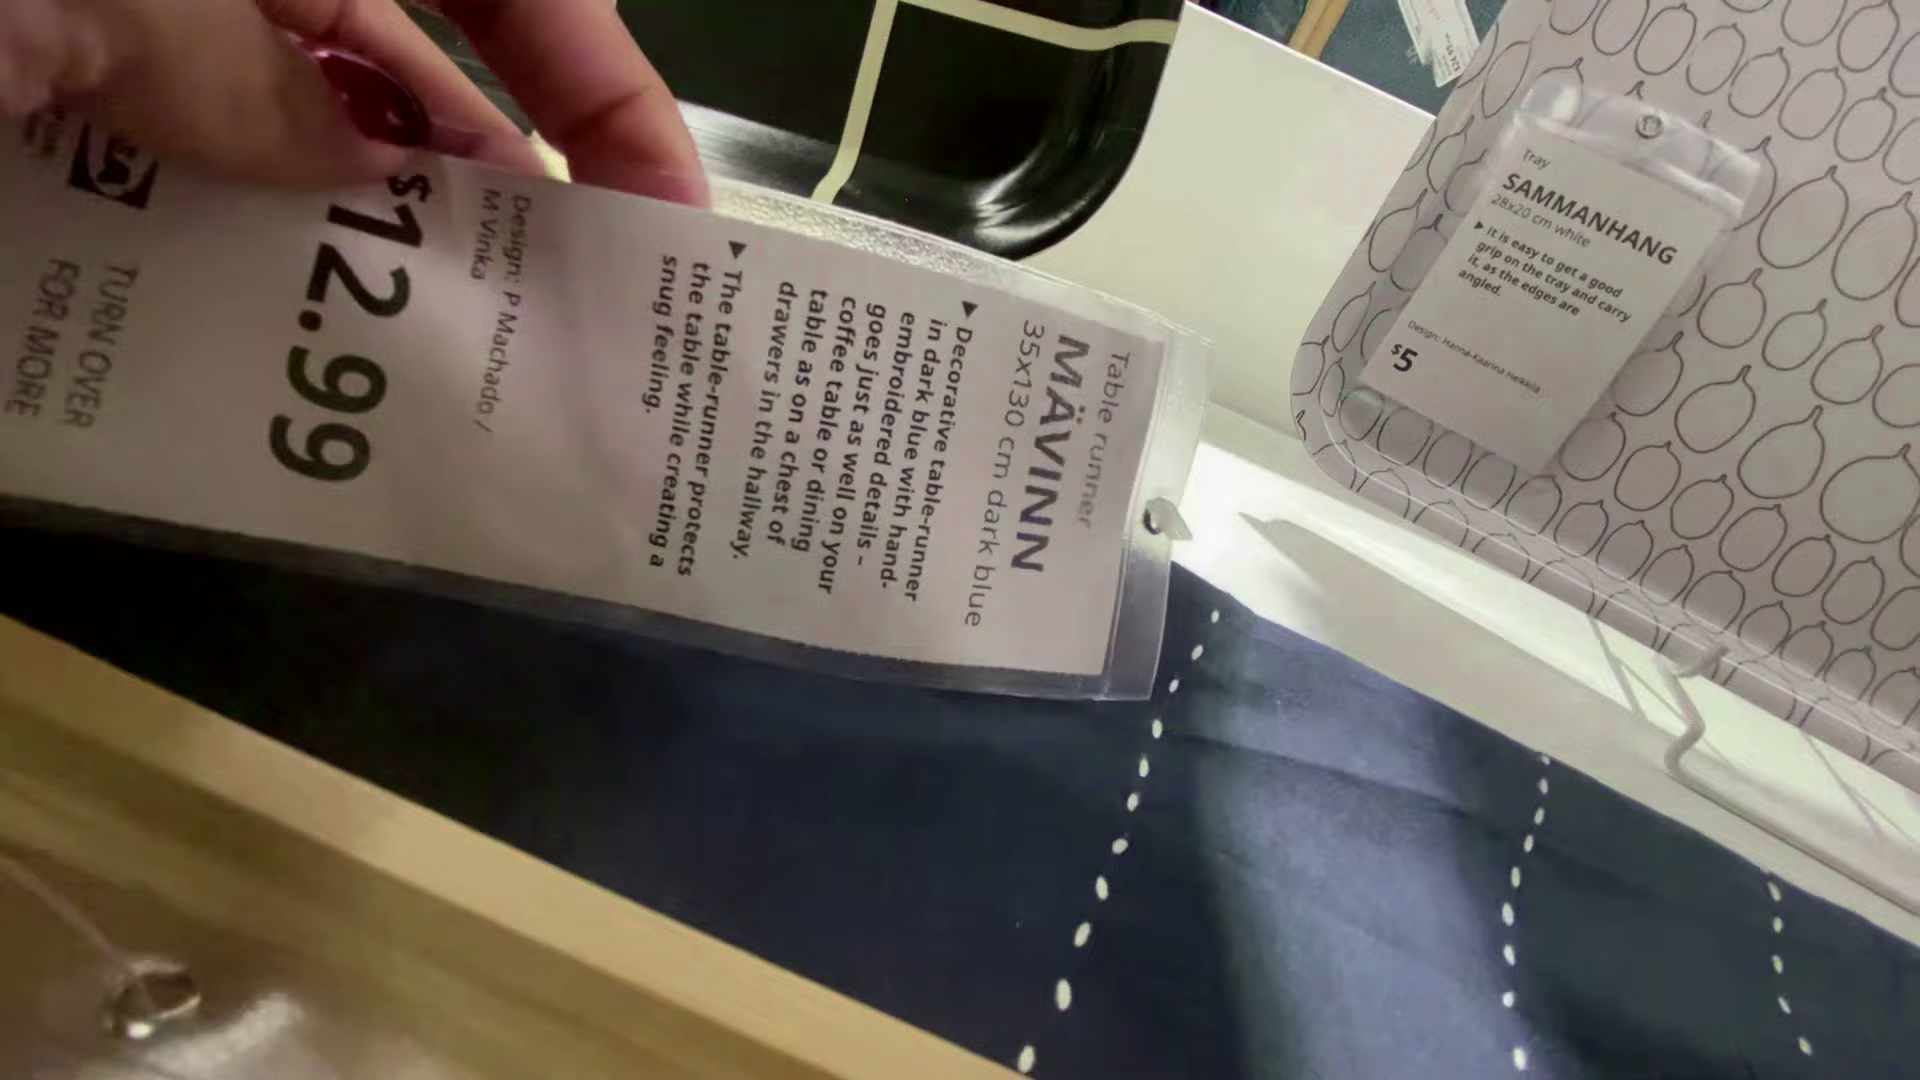 Table runner
MÄVINN
35x130 cm dark blue
▶ Decorative table-runner
in dark blue with hand-
embroidered details –
goes just as well on your
coffee table or dining
table as on a chest of
drawers in the hallway.
▶ The table-runner protects
the table while creating a
snug feeling.
Design: P Machado /
M Vinka
$12.99
TURN OVER
FOR MORE
Tray
SAMMANHANG
28x20 cm white
▶ It is easy to get a good
grip on the tray and carry
it, as the edges are
angled.
Design: Hanna-Kaarina Heikkilä
$5